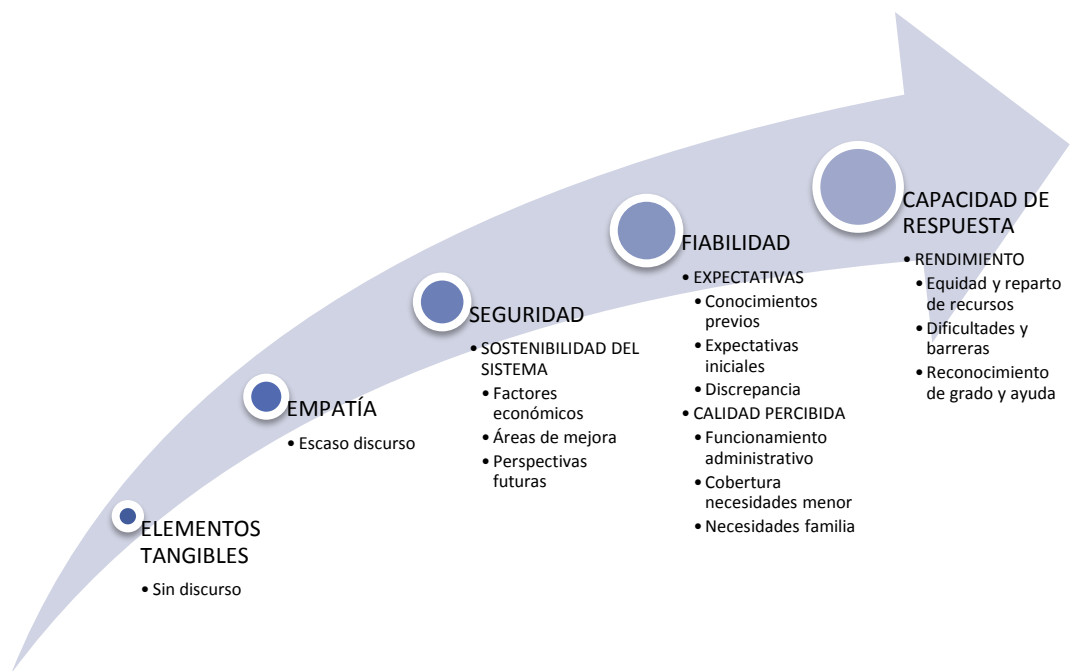 ELEMENTOS
TANGIBLES
• Sin discurso
EMPATÍA
• Escaso discurso
SEGURIDAD
• SOSTENIBILIDAD DEL
SISTEMA
• Factores
económicos
• Áreas de mejora
• Perspectivas
futuras
FIABILIDAD
• EXPECTATIVAS
• Conocimientos
previos
• Expectativas
iniciales
• Discrepancia
• CALIDAD PERCIBIDA
• Funcionamiento
administrativo
• Cobertura
necesidades menor
• Necesidades familia
CAPACIDAD DE
RESPUESTA
• RENDIMIENTO
• Equidad y reparto
de recursos
• Dificultades y
barreras
• Reconocimiento
de grado y ayuda